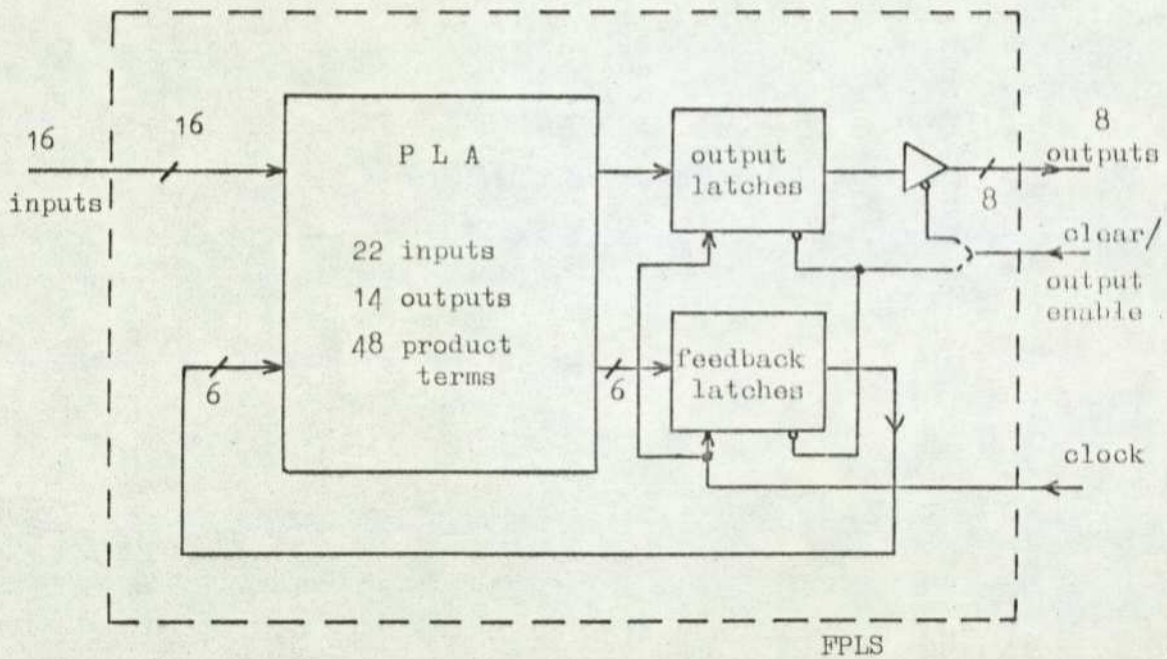 16
inputs
16
P L A
22 inputs
14 outputs
48 product
terms
6
6
output
latches
feedback
latches
8
8
outputs
clear/
output
enable
clock
FPLS